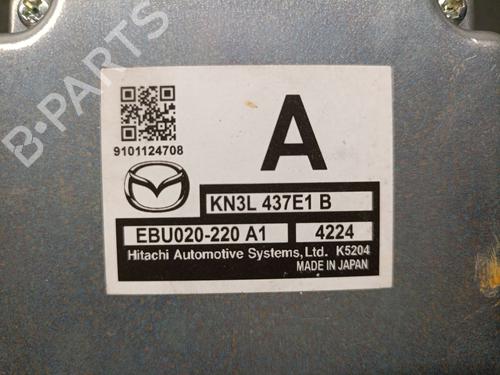 B-PARTS
9101124708
A
KN3L 437E1 B
EBU020-220 A1 4224
Hitachi Automotive Systems,Ltd. K5204
MADE IN JAPAN